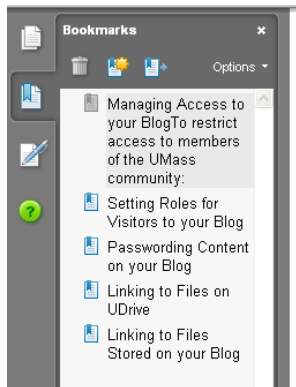 Bookmarks
Options
Managing Access to
your BlogTo restrict
access to members
of the UMass
community:
Setting Roles for
Visitors to your Blog
Passwording Content
on your Blog
Linking to Files on
UDrive
Linking to Files
Stored on your Blog